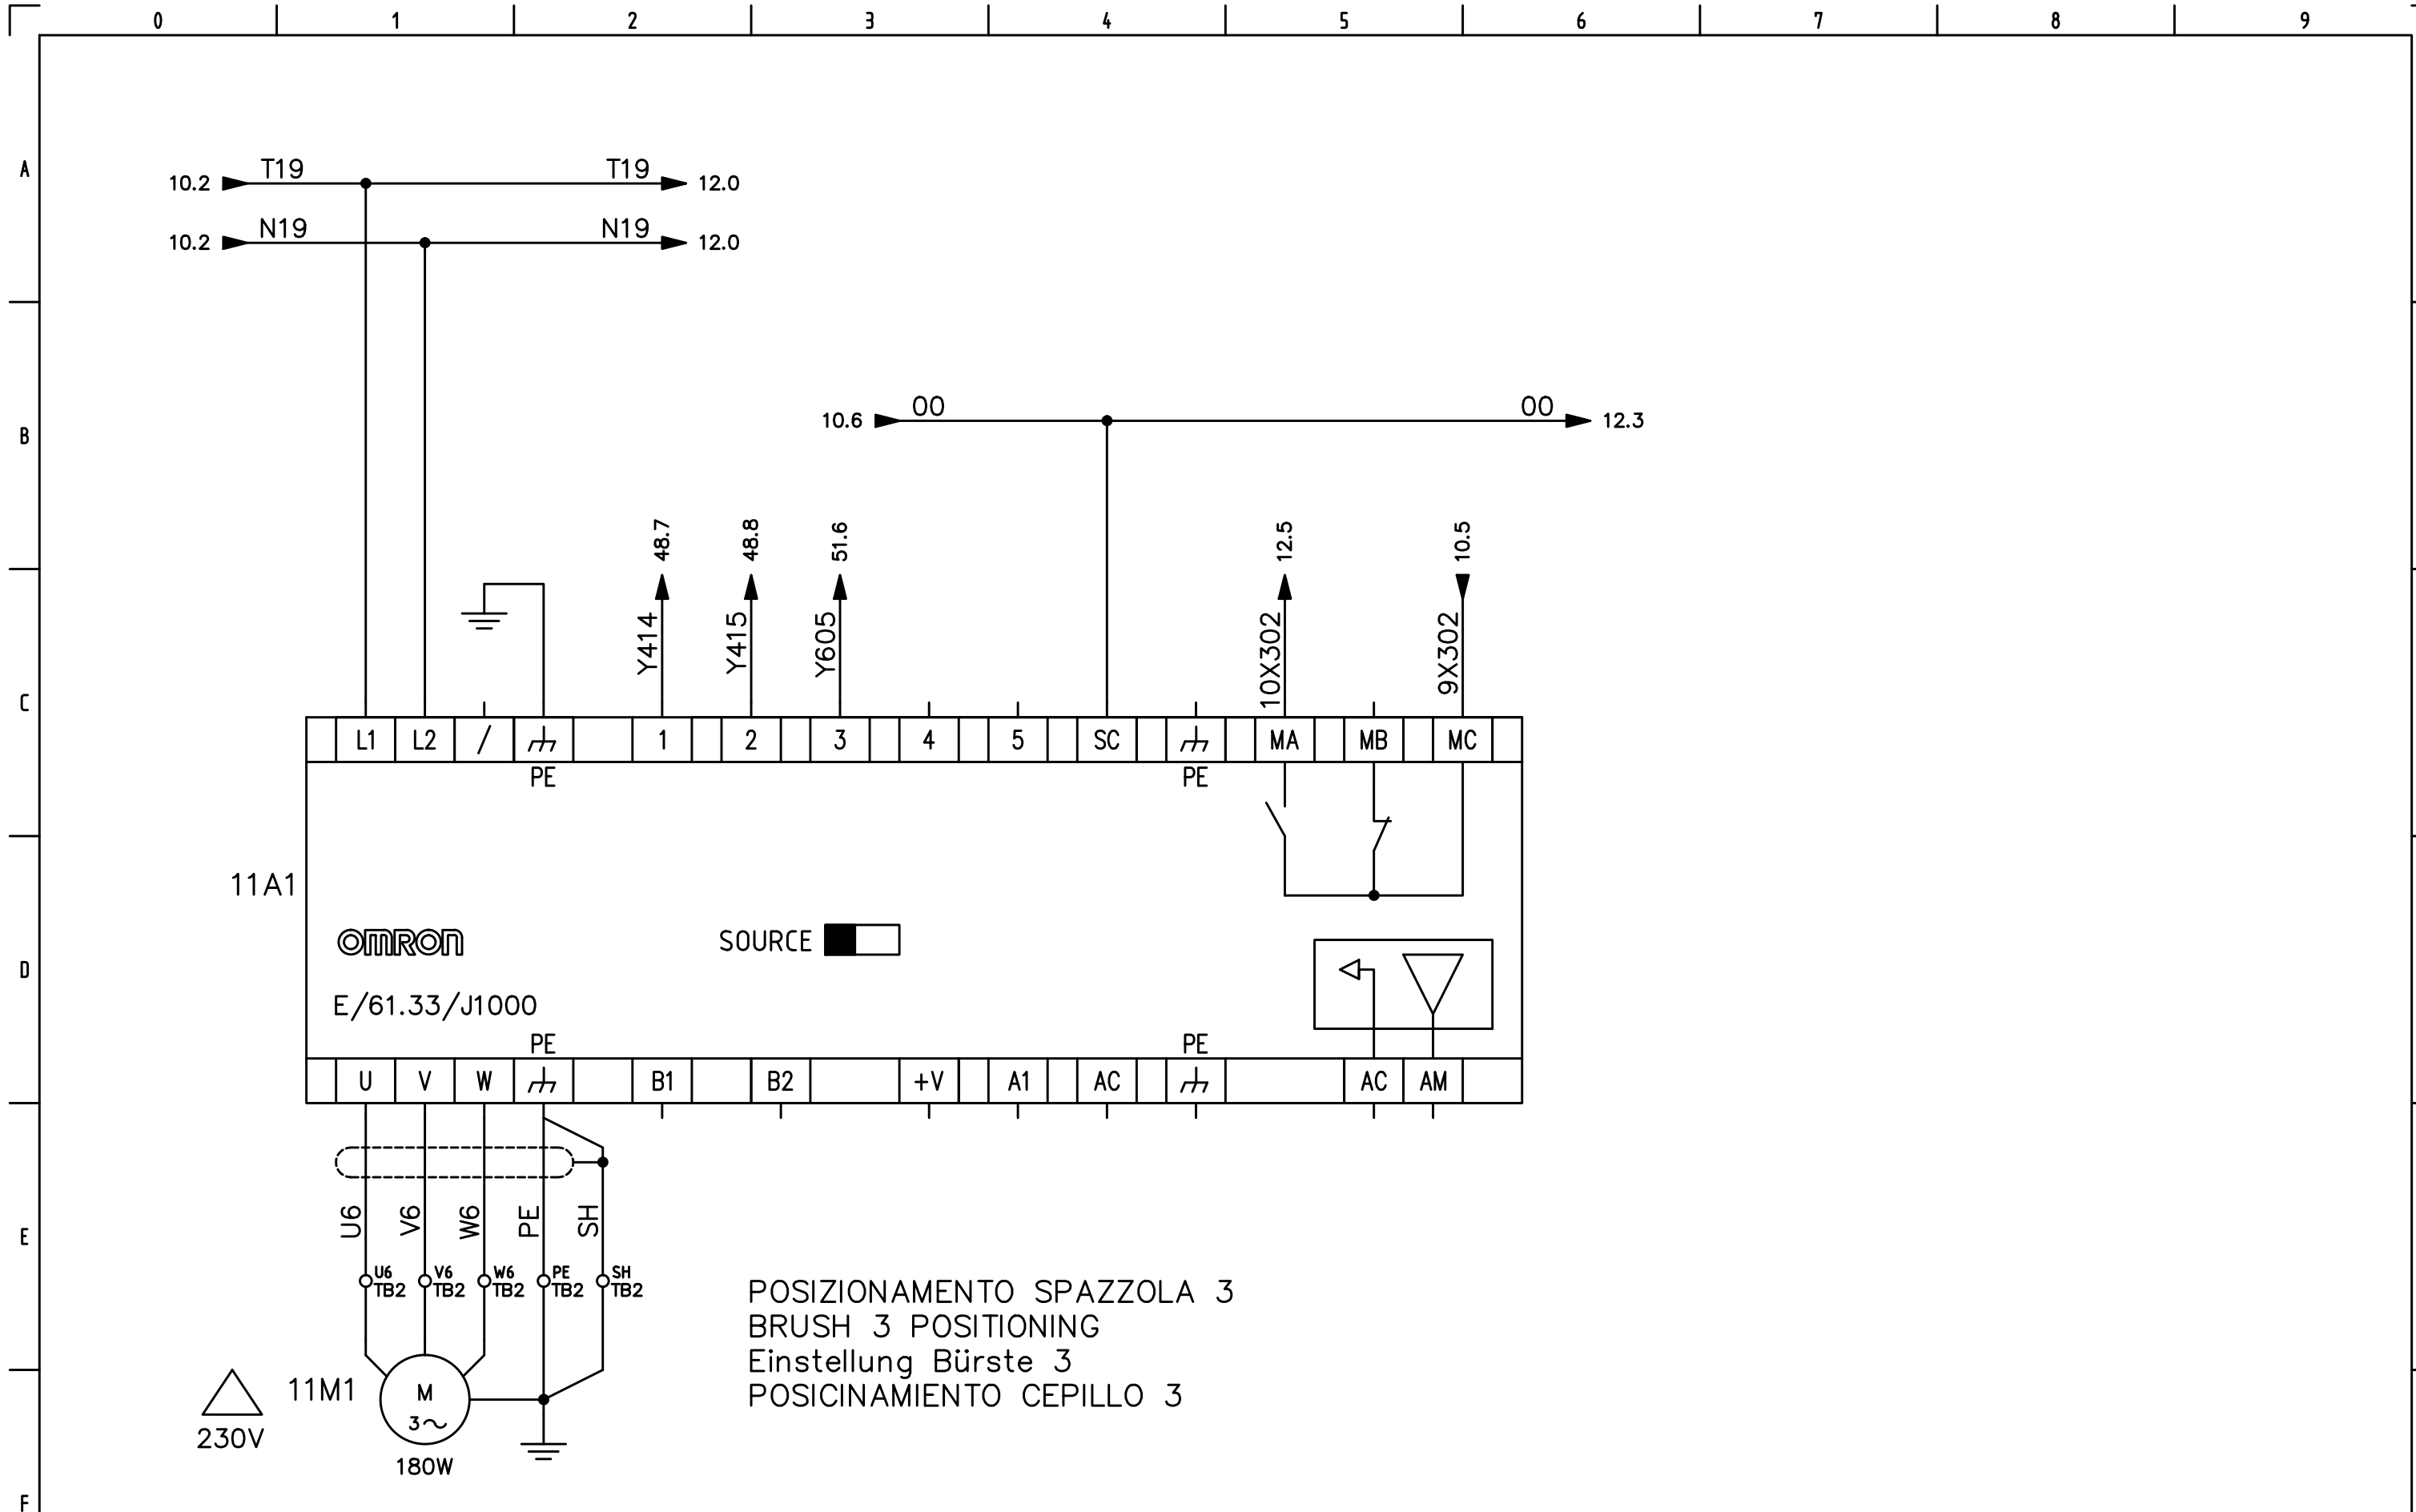 0 1 2 3 4 5 6 7 8 9
A
10.2 T19 T19 12.0
10.2 N19 N19 12.0
B
10.6 00 00 12.3
48.7 48.8 51.6 12.5 10.5
Y414 Y415 Y605 10X302 9X302
C
L1 L2 / 1 2 3 4 5 SC MA MB MC
PE PE
11A1
OMRON SOURCE
D
E/61.33/J1000
PE PE
U V W B1 B2 +V A1 AC AC AM
U6 V6 W6 PE SH
E
U6 V6 W6 PE SH
TB2 TB2 TB2 TB2 TB2
POSIZIONAMENTO SPAZZOLA 3
BRUSH 3 POSITIONING
Einstellung Bürste 3
POSICINAMIENTO CEPILLO 3
11M1 M
3~
230V
180W
F